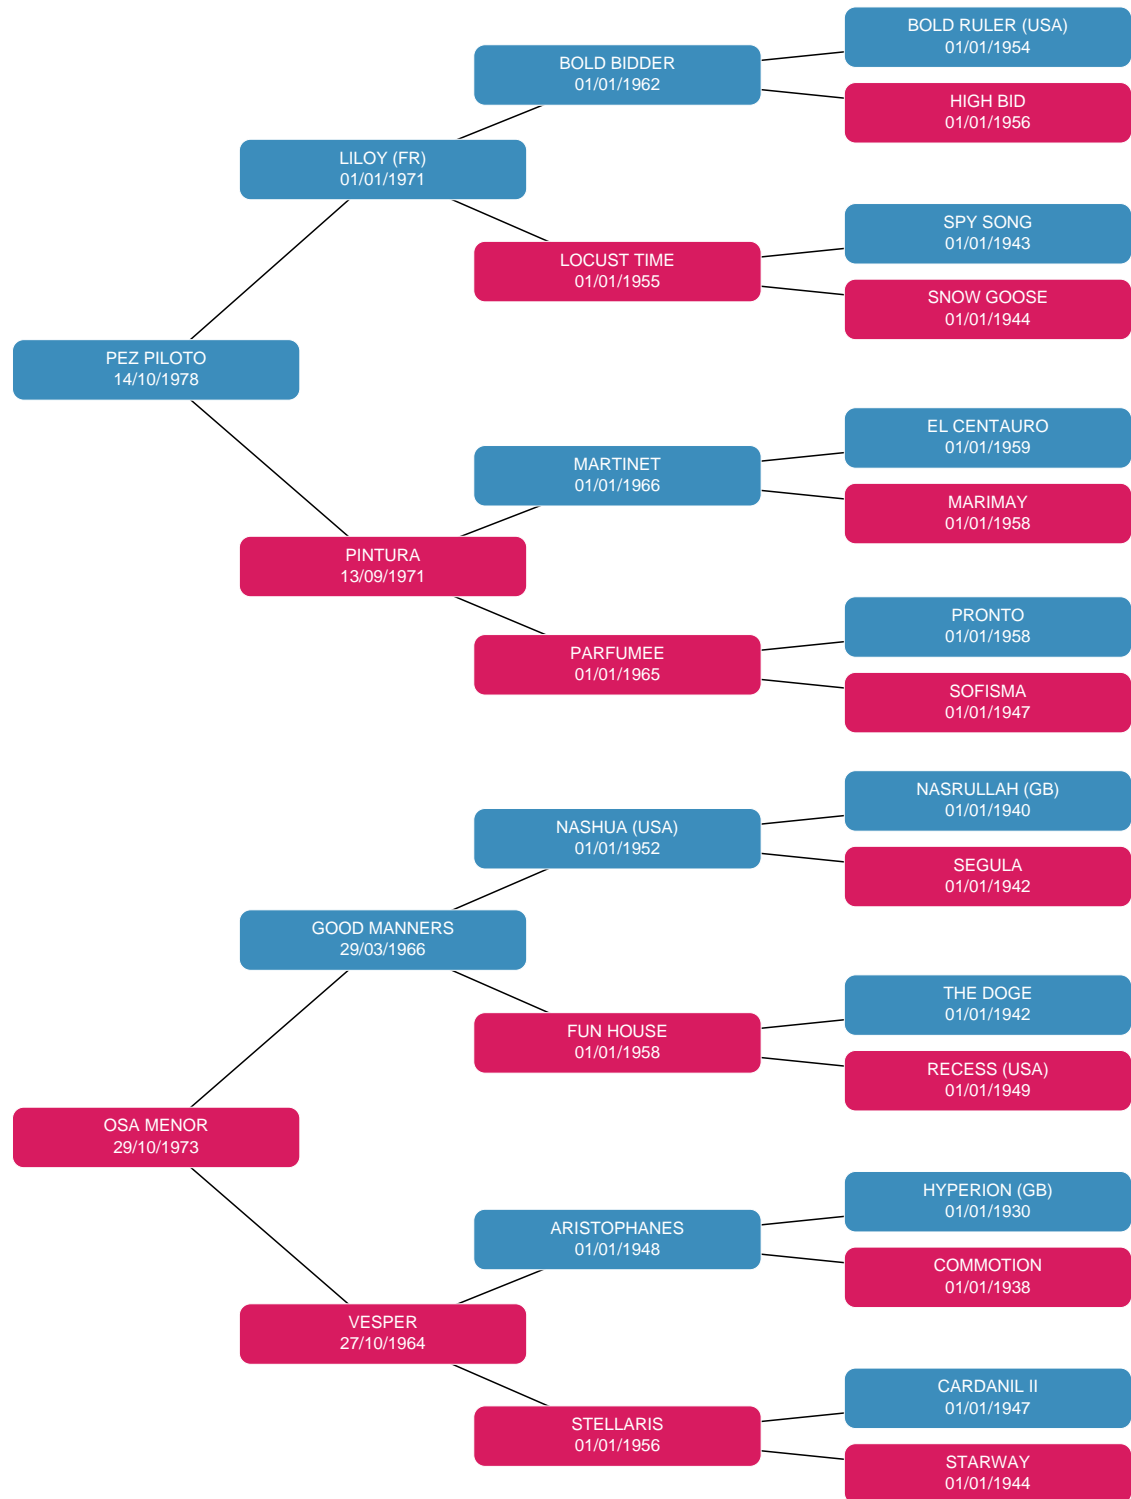 BOLD RULER (USA)
01/01/1954
BOLD BIDDER
01/01/1962
HIGH BID
01/01/1956
LILOY (FR)
01/01/1971
SPY SONG
01/01/1943
LOCUST TIME
01/01/1955
SNOW GOOSE
01/01/1944
PEZ PILOTO
14/10/1978
EL CENTAURO
01/01/1959
MARTINET
01/01/1966
MARIMAY
01/01/1958
PINTURA
13/09/1971
PRONTO
01/01/1958
PARFUMEE
01/01/1965
SOFISMA
01/01/1947
NASRULLAH (GB)
01/01/1940
NASHUA (USA)
01/01/1952
SEGULA
01/01/1942
GOOD MANNERS
29/03/1966
THE DOGE
01/01/1942
FUN HOUSE
01/01/1958
RECESS (USA)
01/01/1949
OSA MENOR
29/10/1973
HYPERION (GB)
01/01/1930
ARISTOPHANES
01/01/1948
COMMOTION
01/01/1938
VESPER
27/10/1964
CARDANIL II
01/01/1947
STELLARIS
01/01/1956
STARWAY
01/01/1944